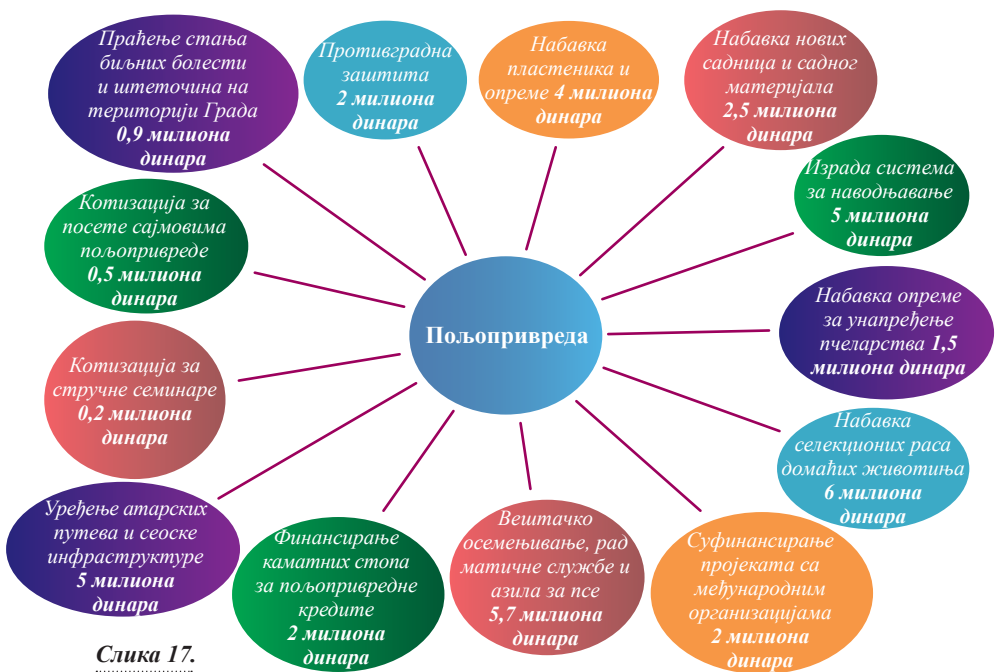 Праћење стања
биљних болести
и штеточина на
територији Града
0,9 милиона
динара
Противградна
заштита
2 милиона
динара
Набавка
пластеника и
опреме 4 милиона
динара
Набавка нових
садница и садног
материјала
2,5 милиона
динара
Израда система
за наводњавање
5 милиона
динара
Котизација за
посете сајмовима
пољопривреде
0,5 милиона
динара
Набавка опреме
за унапређење
пчеларства 1,5
милиона динара
Пољопривреда
Котизација за
стручне семинаре
0,2 милиона
динара
Набавка
селекционих раса
домаћих животиња
6 милиона
динара
Уређење атарских
путева и сеоске
инфраструктуре
5 милиона
динара
Финансирање
каматних стопа
за пољопривредне
кредите
2 милиона
динара
Вештачко
осемењивање, рад
матичне службе и
азила за псе
5,7 милиона
динара
Суфинансирање
пројеката са
међународним
организацијама
2 милиона
динара
Слика 17.